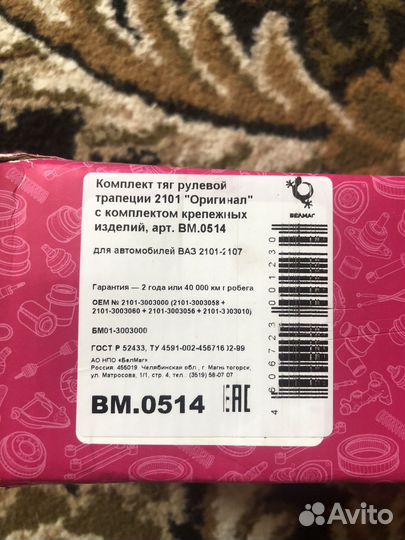 Комплект тяг рулевой
трапеции 2101 "Оригинал"
с комплектом крепежных
изделий, арт. BM.0514
БЕЛМАГ
для автомобилей ВАЗ 2101-2107
Гарантия — 2 года или 40 000 км пробега
OEM № 2101-3003000 (2101-3003058 +
2101-3003060 + 2101-3003056 + 2101-3003010)
БМ01-3003000
ГОСТ Р 52433, ТУ 4591-002-45671602-99
АО НПО «БелМаг»
Россия, 455019, Челябинская обл., г. Магнитогорск,
ул. Матросова, 1/1, стр. 4, тел.: (3519) 58-07-07
BM.0514
EAC
Avito